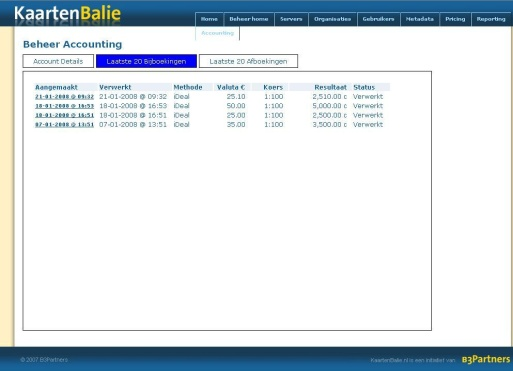 KaartenBalie
Home Beheer home Servers Organisaties Gebruikers Metadata Pricing Reporting
Accounting
Beheer Accounting
Account Details Laatste 20 Bijboekingen Laatste 20 Afboekingen
Aangemaakt Verwerkt Methode Valuta € Koers Resultaat Status
21-01-2008 @ 09:32 21-01-2008 @ 09:32 iDeal 25.10 1:100 2,510.00 c Verwerkt
18-01-2008 @ 16:53 18-01-2008 @ 16:53 iDeal 50.00 1:100 5,000.00 c Verwerkt
18-01-2008 @ 16:51 18-01-2008 @ 16:51 iDeal 25.00 1:100 2,500.00 c Verwerkt
07-01-2008 @ 13:51 07-01-2008 @ 13:51 iDeal 35.00 1:100 3,500.00 c Verwerkt
© 2007 B3Partners KaartenBalie.nl is een initiatief van: B3Partners